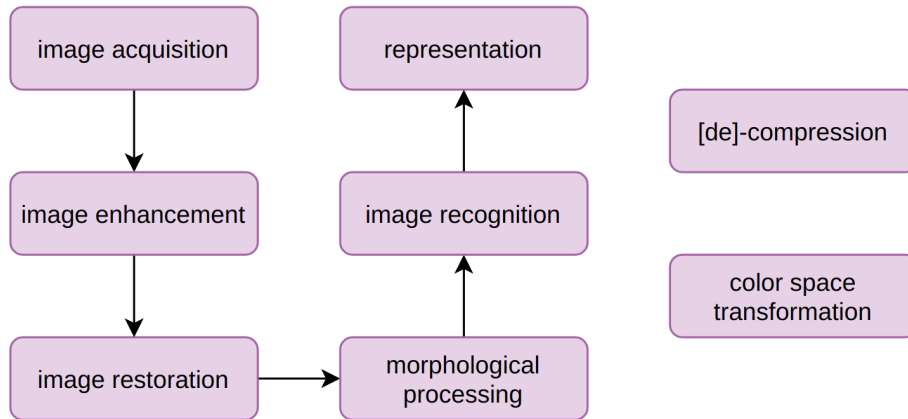 image acquisition
image enhancement
image restoration
morphological
processing
image recognition
representation
[de]-compression
color space
transformation